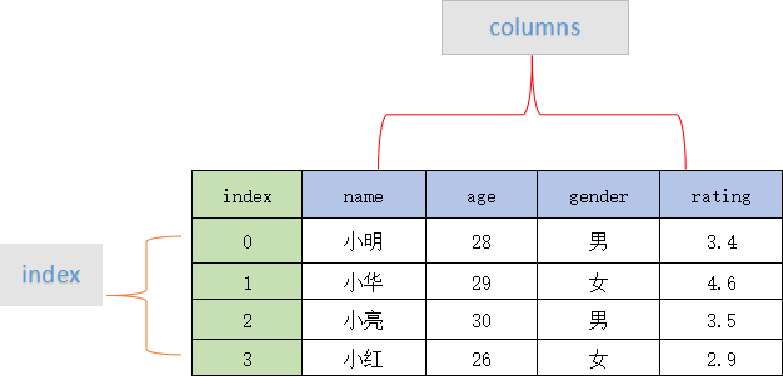 columns
index name age gender rating
0 小明 28 男 3.4
index
1 小华 29 女 4.6
2 小亮 30 男 3.5
3 小红 26 女 2.9